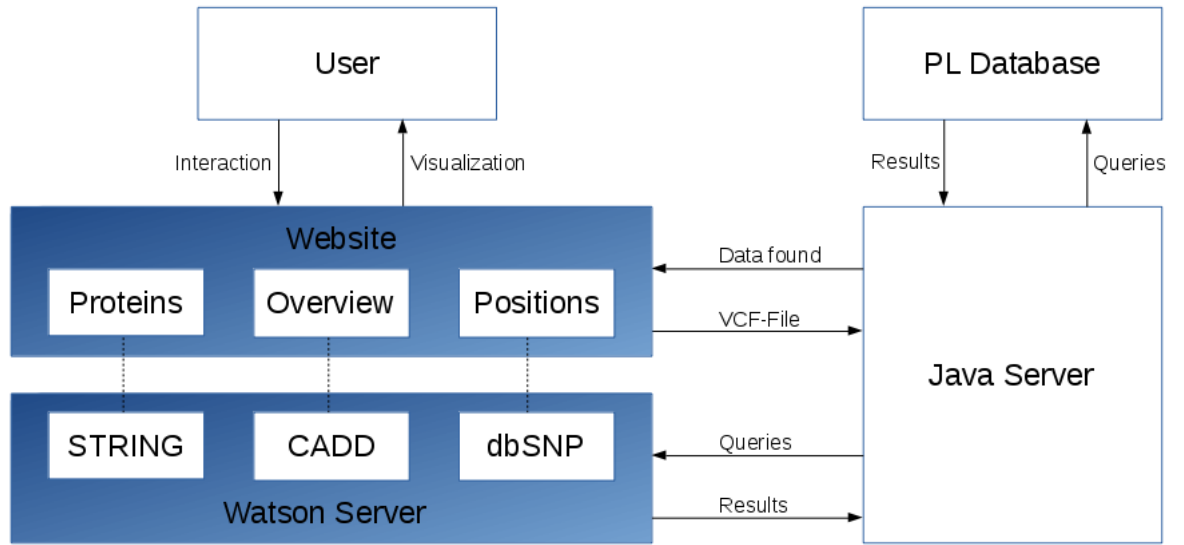 User
PL Database
Interaction
Visualization
Results
Queries
Website
Proteins
Overview
Positions
Data found
VCF-File
Java Server
STRING
CADD
dbSNP
Watson Server
Queries
Results